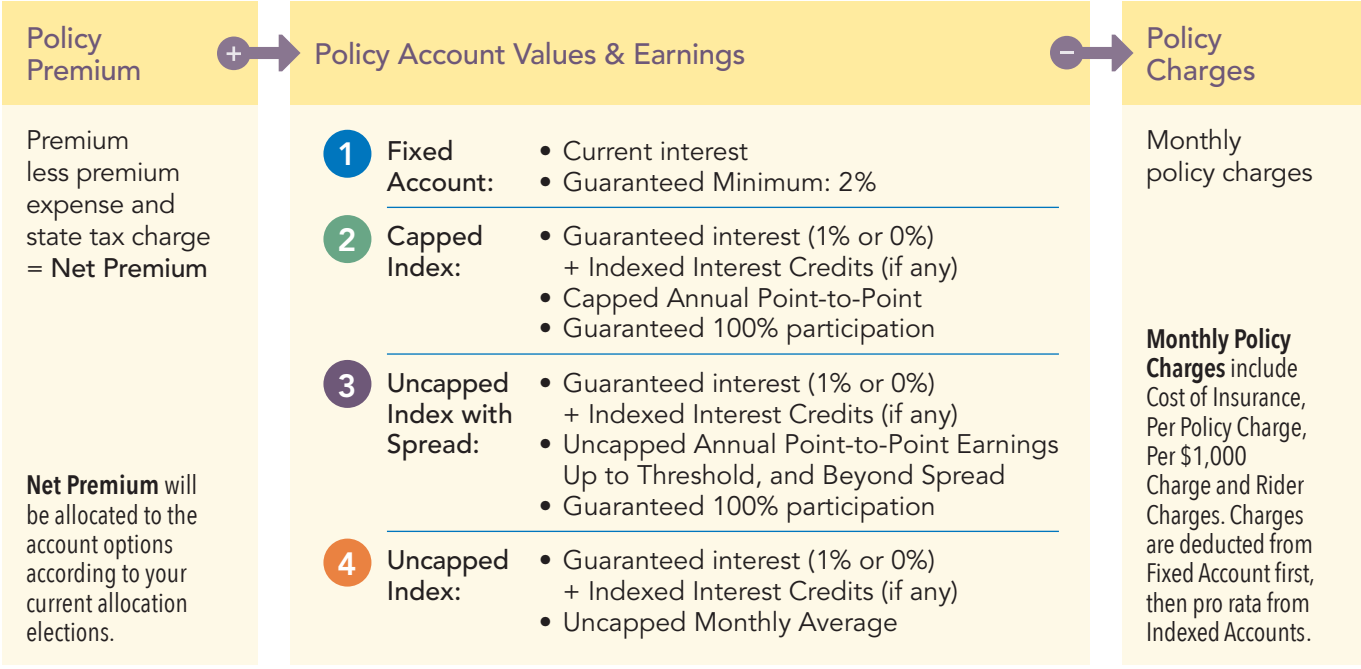 Policy
Premium
+
Policy Account Values & Earnings
−
Policy
Charges
Premium
less premium
expense and
state tax charge
= Net Premium
Net Premium will
be allocated to the
account options
according to your
current allocation
elections.
1
Fixed
Account:
• Current interest
• Guaranteed Minimum: 2%
2
Capped
Index:
• Guaranteed interest (1% or 0%)
+ Indexed Interest Credits (if any)
• Capped Annual Point-to-Point
• Guaranteed 100% participation
3
Uncapped
Index with
Spread:
• Guaranteed interest (1% or 0%)
+ Indexed Interest Credits (if any)
• Uncapped Annual Point-to-Point Earnings
Up to Threshold, and Beyond Spread
• Guaranteed 100% participation
4
Uncapped
Index:
• Guaranteed interest (1% or 0%)
+ Indexed Interest Credits (if any)
• Uncapped Monthly Average
Monthly
policy charges
Monthly Policy
Charges include
Cost of Insurance,
Per Policy Charge,
Per $1,000
Charge and Rider
Charges. Charges
are deducted from
Fixed Account first,
then pro rata from
Indexed Accounts.